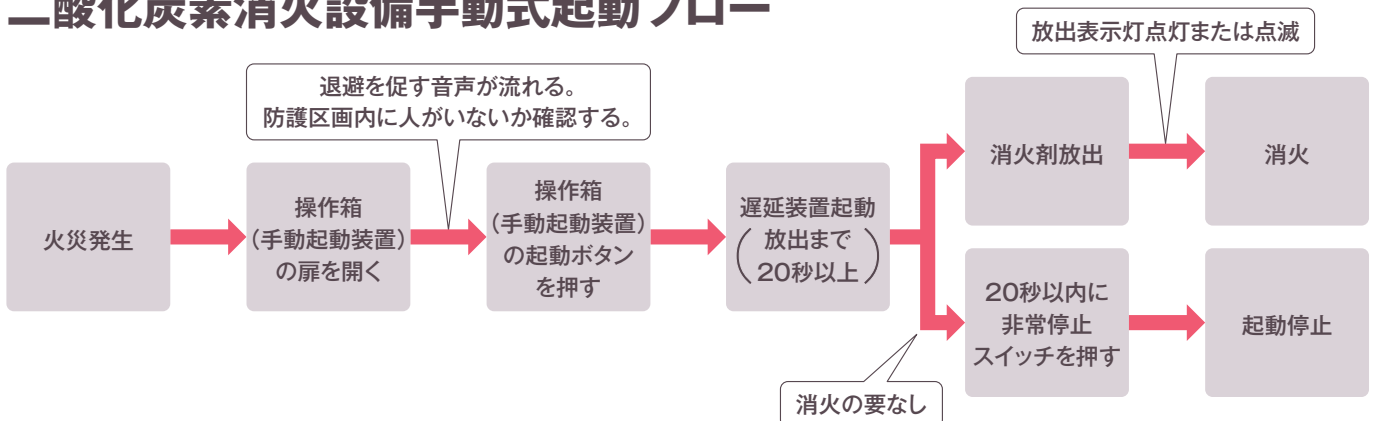 二酸化炭素消火設備手動式起動フロー
放出表示灯点灯または点滅
退避を促す音声が流れる。
防護区画内に人がいないか確認する。
火災発生
操作箱
(手動起動装置)
の扉を開く
操作箱
(手動起動装置)
の起動ボタン
を押す
遅延装置起動
(放出まで
20秒以上)
消火剤放出
消火
20秒以内に
非常停止
スイッチを押す
起動停止
消火の要なし